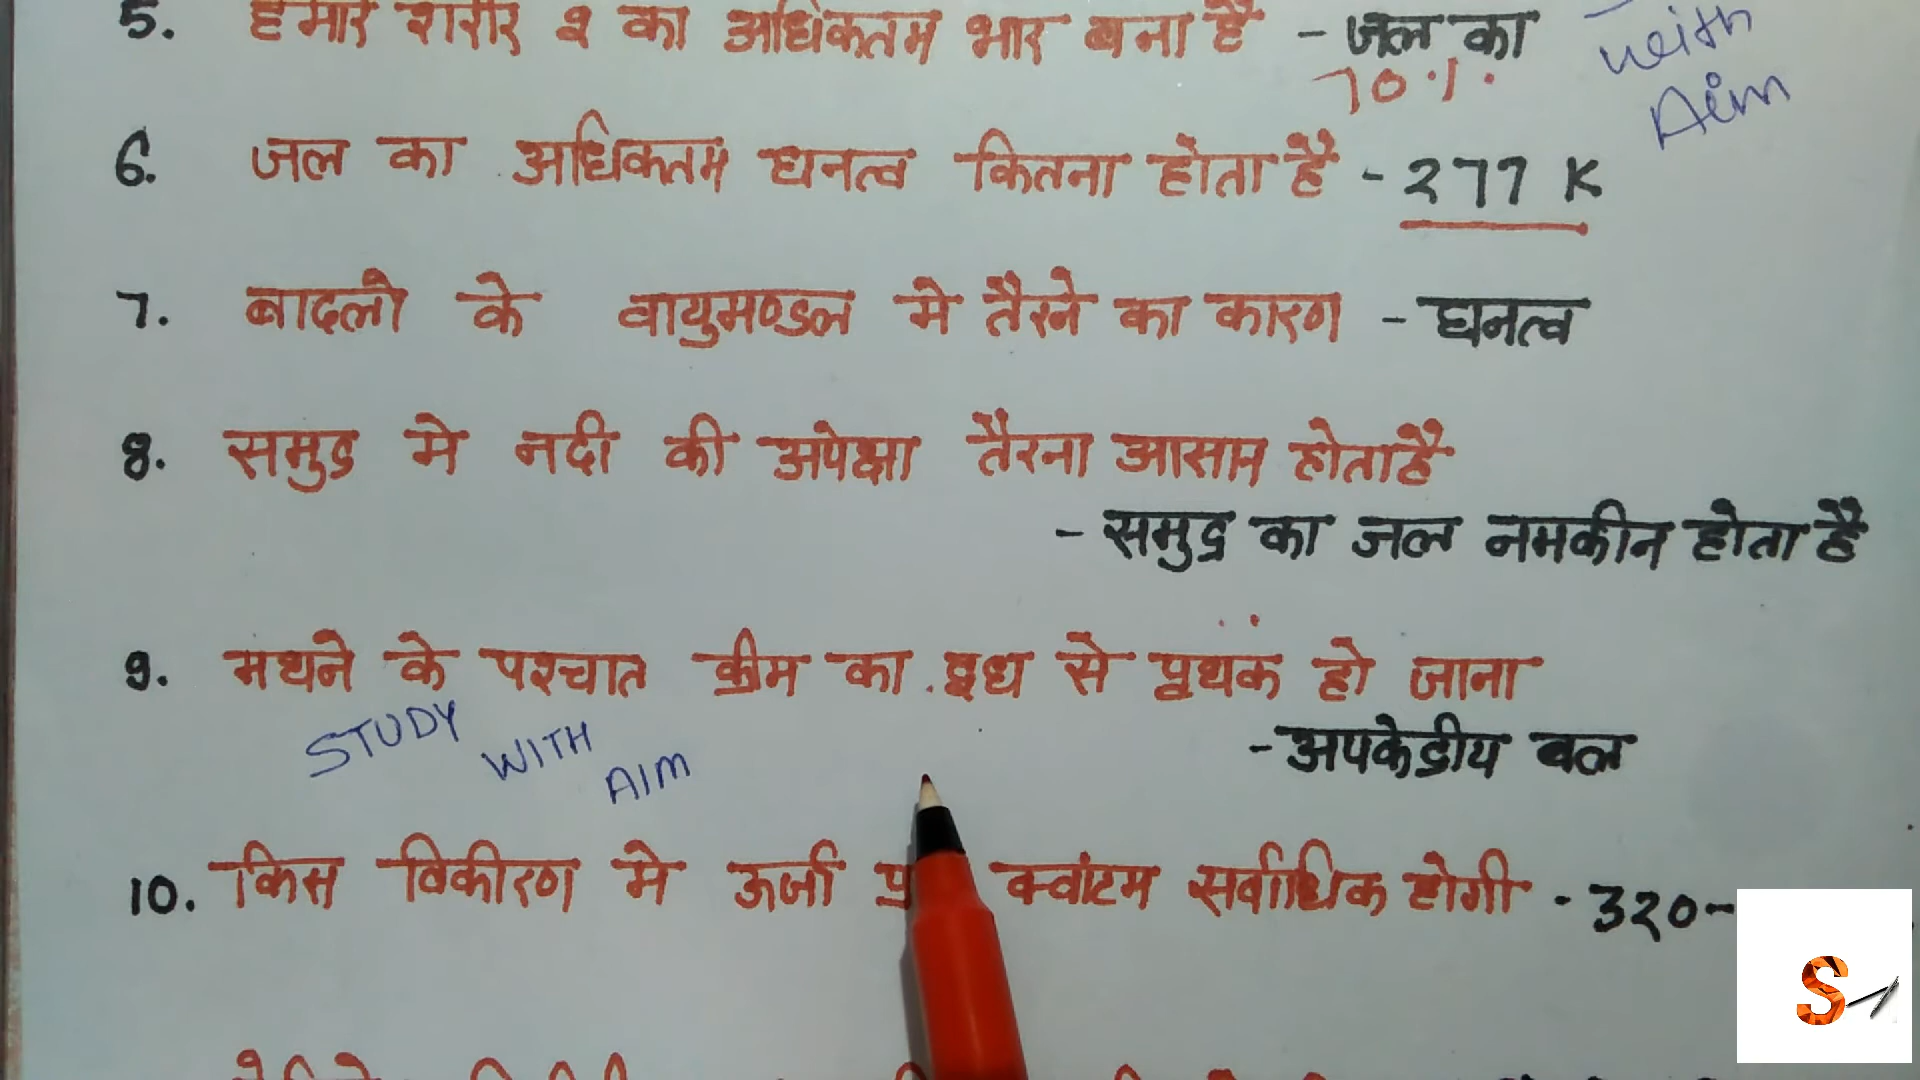 5. हमारे शरीर का अधिकतम भार बना है - जल का
70%.
with
Aim
6. जल का अधिकतम घनत्व कितना होता है - 277 K
7. बादलो के वायुमण्डल मे तैरने का कारण - घनत्व
8. समुद्र मे नदी की अपेक्षा तैरना आसान होता है
- समुद्र का जल नमकीन होता है
9. मथने के पश्चात क्रीम का दूध से पृथक हो जाना
STUDY WITH AIM
- अपकेंद्रीय बल
10. किस विकीरण मे ऊर्जा क्वांटम सर्वाधिक होगी - 320-
S